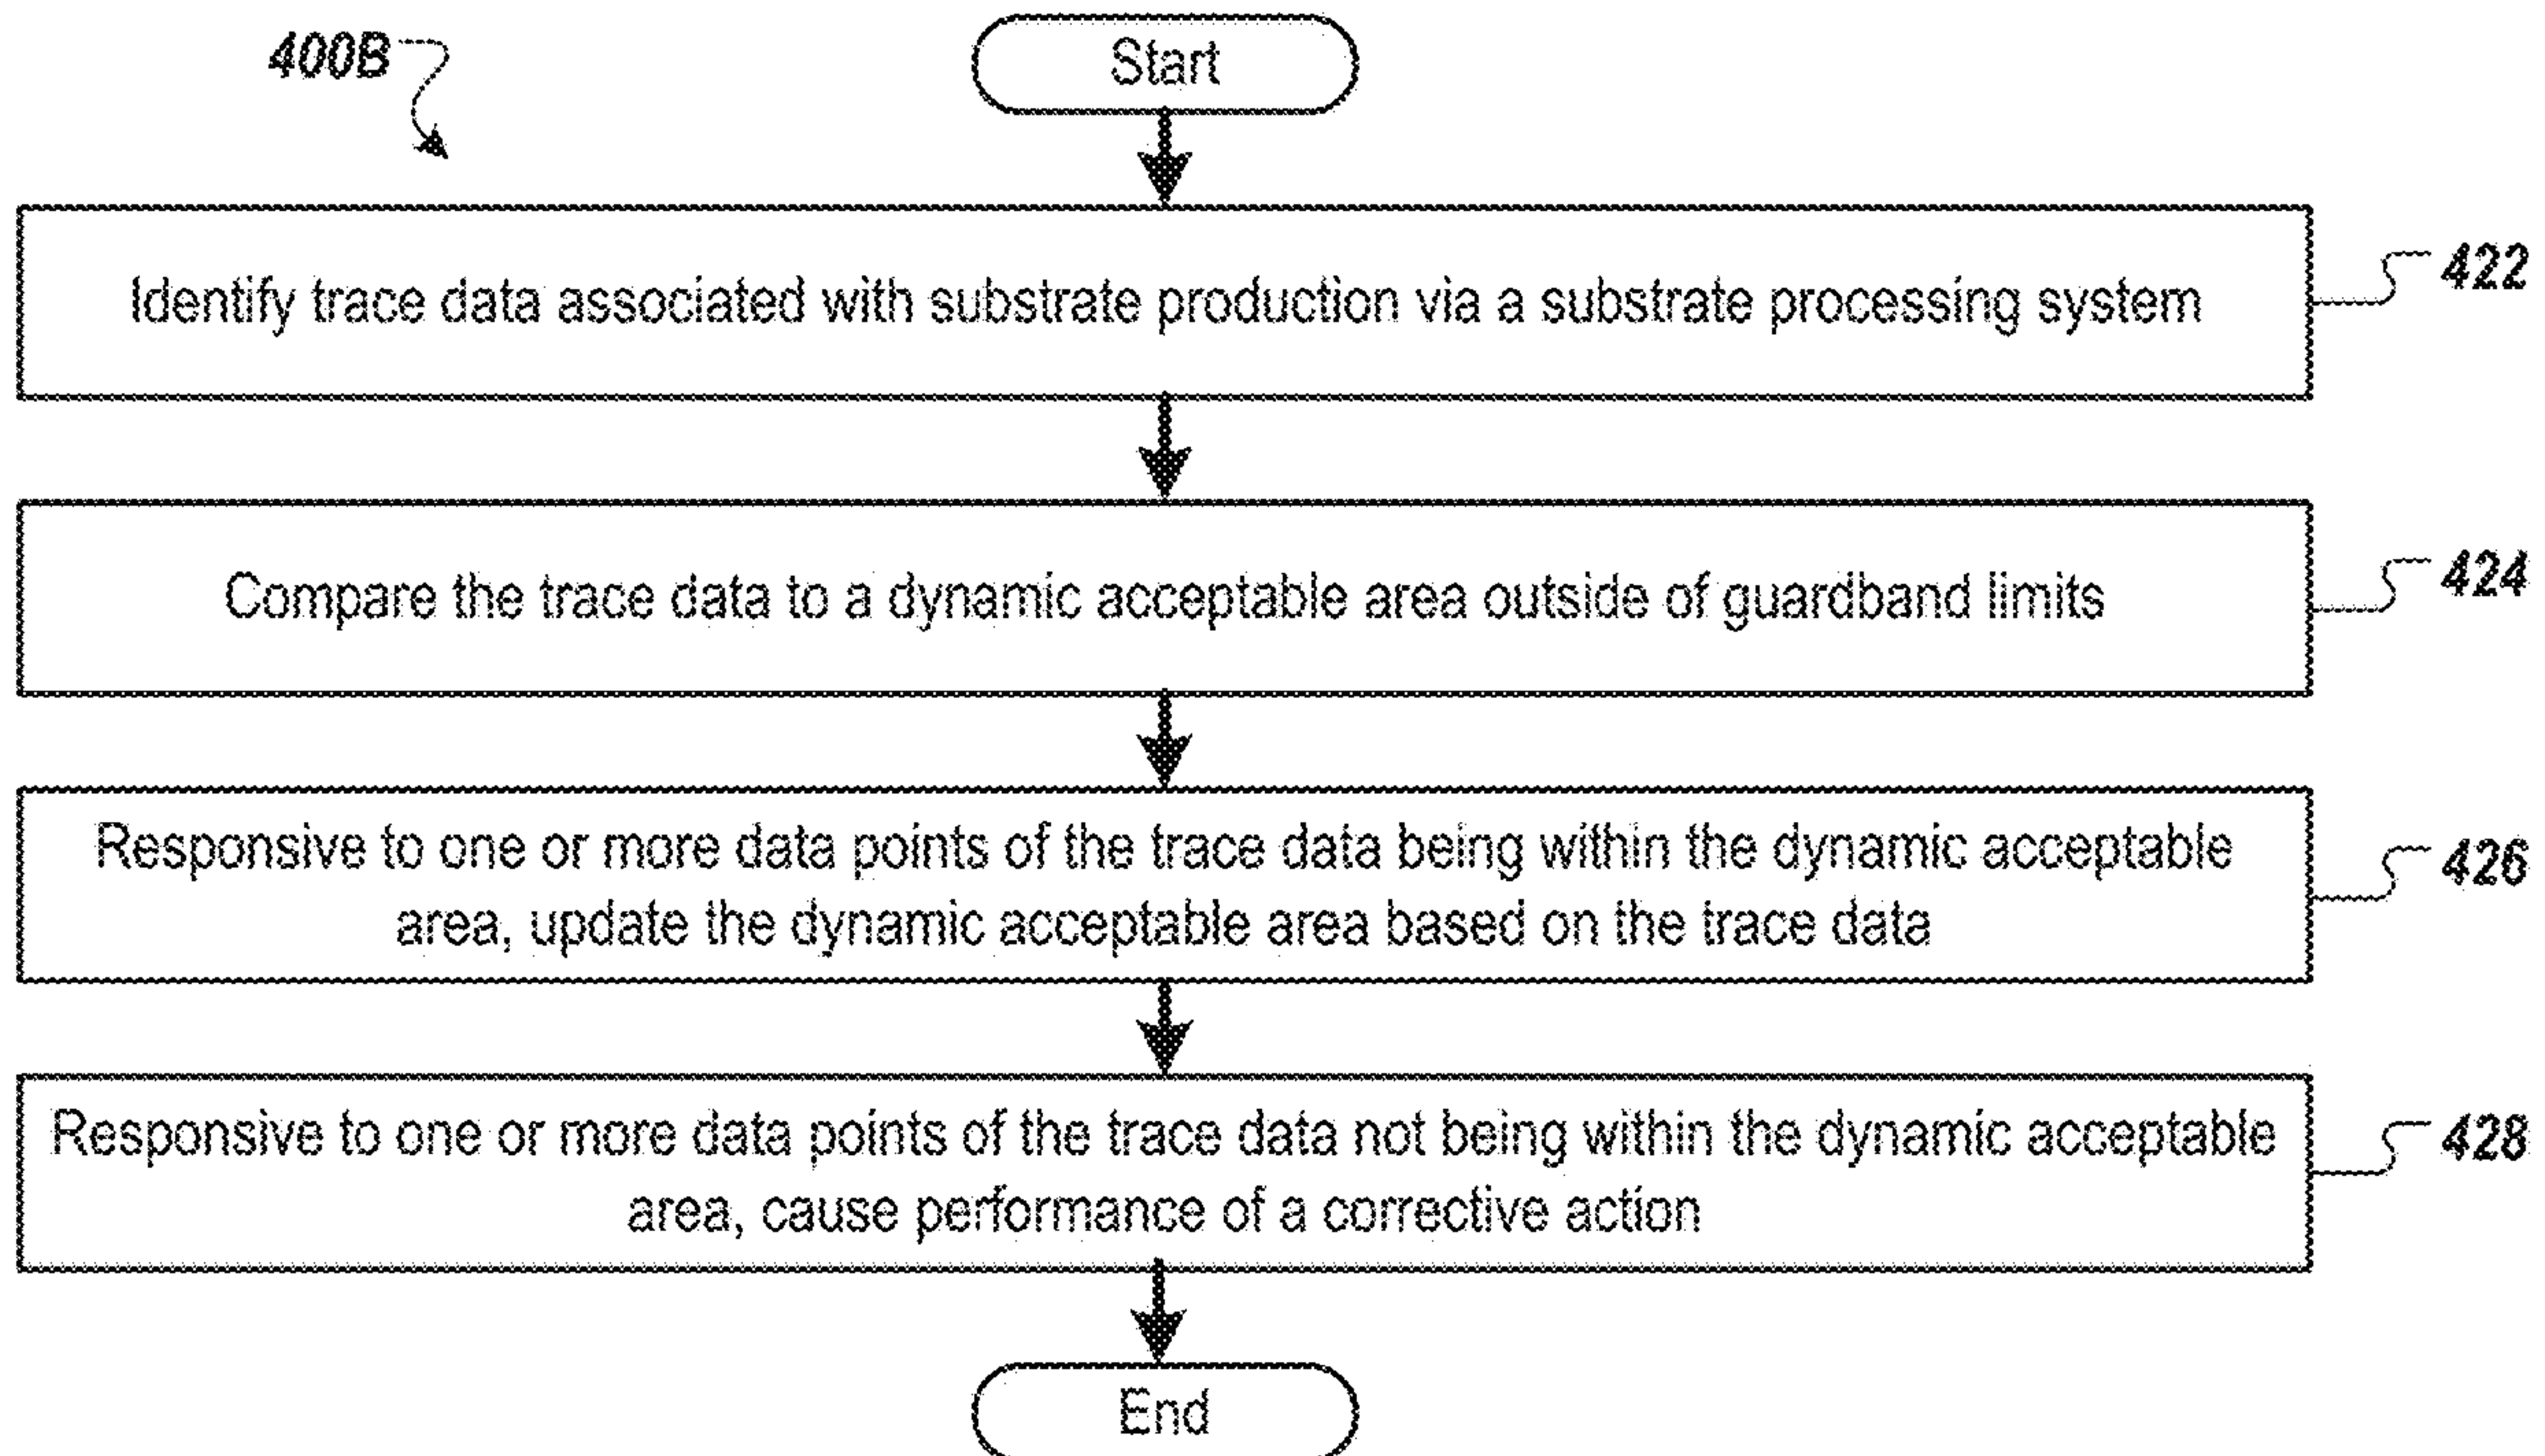 400B
Start
Identify trace data associated with substrate production via a substrate processing system
422
Compare the trace data to a dynamic acceptable area outside of guardband limits
424
Responsive to one or more data points of the trace data being within the dynamic acceptable
area, update the dynamic acceptable area based on the trace data
426
Responsive to one or more data points of the trace data not being within the dynamic acceptable
area, cause performance of a corrective action
428
End